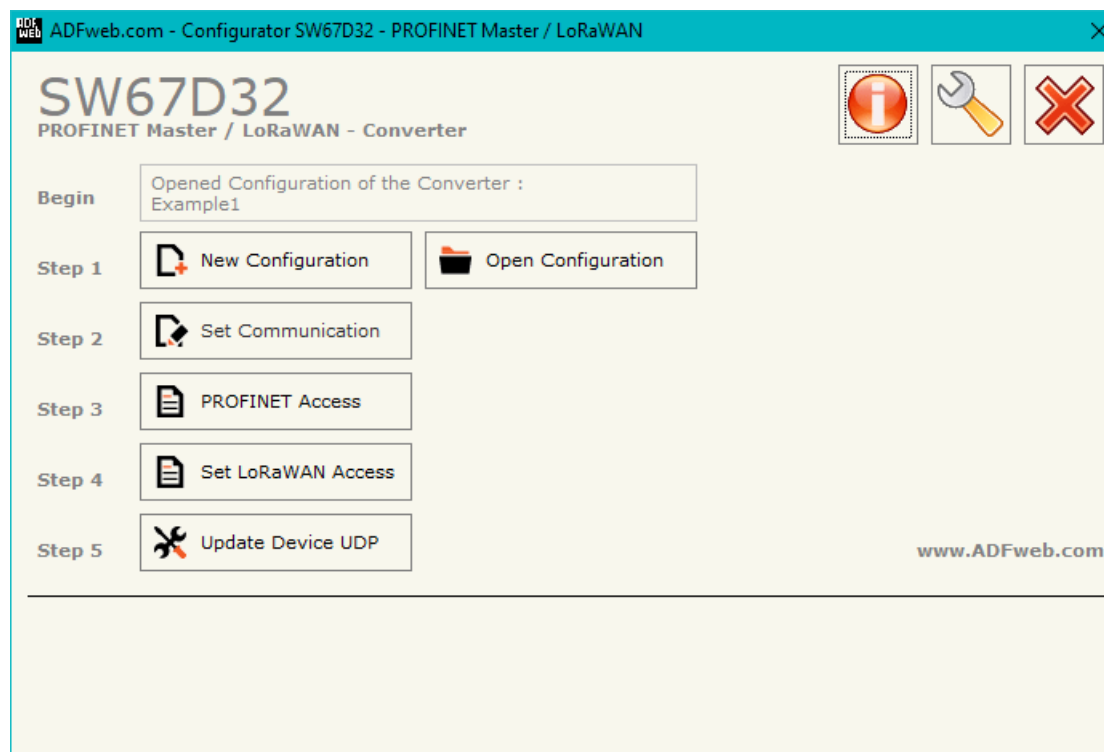 ADF
WEB
ADFweb.com - Configurator SW67D32 - PROFINET Master / LoRaWAN
SW67D32
PROFINET Master / LoRaWAN - Converter
Begin
Opened Configuration of the Converter :
Example1
Step 1
New Configuration
Open Configuration
Step 2
Set Communication
Step 3
PROFINET Access
Step 4
Set LoRaWAN Access
Step 5
Update Device UDP
www.ADFweb.com